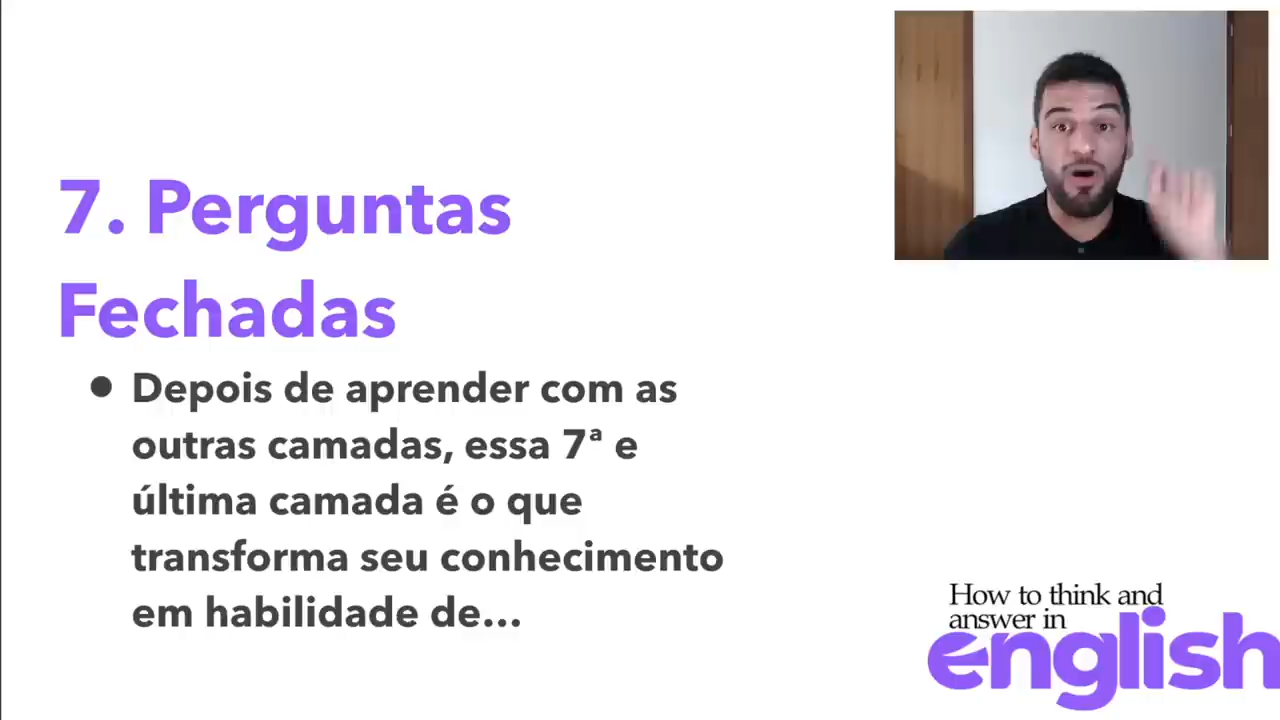 7. Perguntas
Fechadas
• Depois de aprender com as
outras camadas, essa 7ª e
última camada é o que
transforma seu conhecimento
em habilidade de...
How to think and
answer in
english